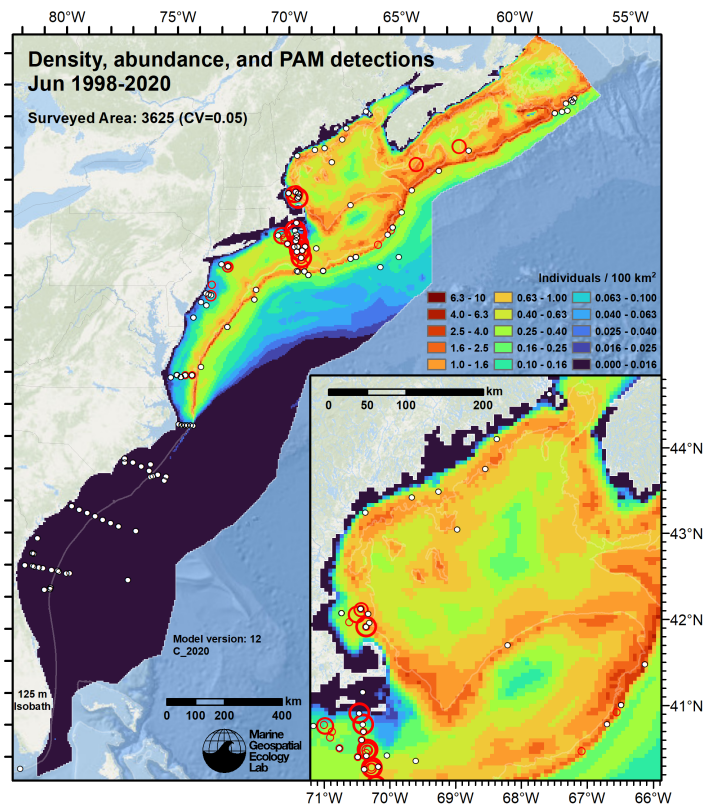 80°W 75°W 70°W 65°W 60°W 55°W
Density, abundance, and PAM detections
Jun 1998-2020
Surveyed Area: 3625 (CV=0.05)
Individuals / 100 km²
6.3 - 10 0.63 - 1.00 0.063 - 0.100
4.0 - 6.3 0.40 - 0.63 0.040 - 0.063
2.5 - 4.0 0.25 - 0.40 0.025 - 0.040
1.6 - 2.5 0.16 - 0.25 0.016 - 0.025
1.0 - 1.6 0.10 - 0.16 0.000 - 0.016
km
0 50 100 200
44°N
43°N
42°N
41°N
Model version: 12
C_2020
125 m
Isobath
km
0 100 200 400
Marine
Geospatial
Ecology
Lab
71°W 70°W 69°W 68°W 67°W 66°W